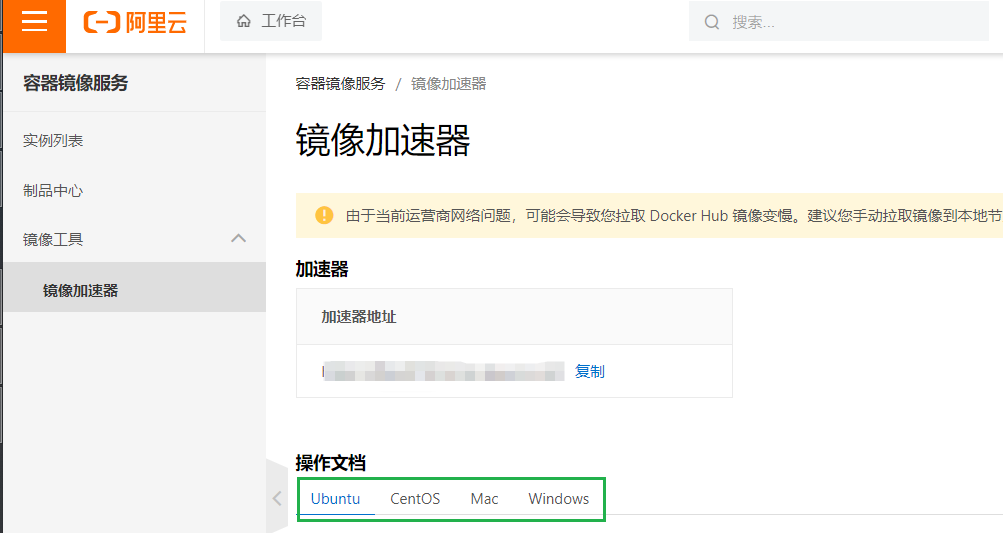 阿里云
工作台
搜索...
容器镜像服务
实例列表
制品中心
镜像工具
镜像加速器
容器镜像服务 / 镜像加速器
镜像加速器
由于当前运营商网络问题，可能会导致您拉取 Docker Hub 镜像变慢。建议您手动拉取镜像到本地节
加速器
加速器地址
复制
操作文档
Ubuntu CentOS Mac Windows